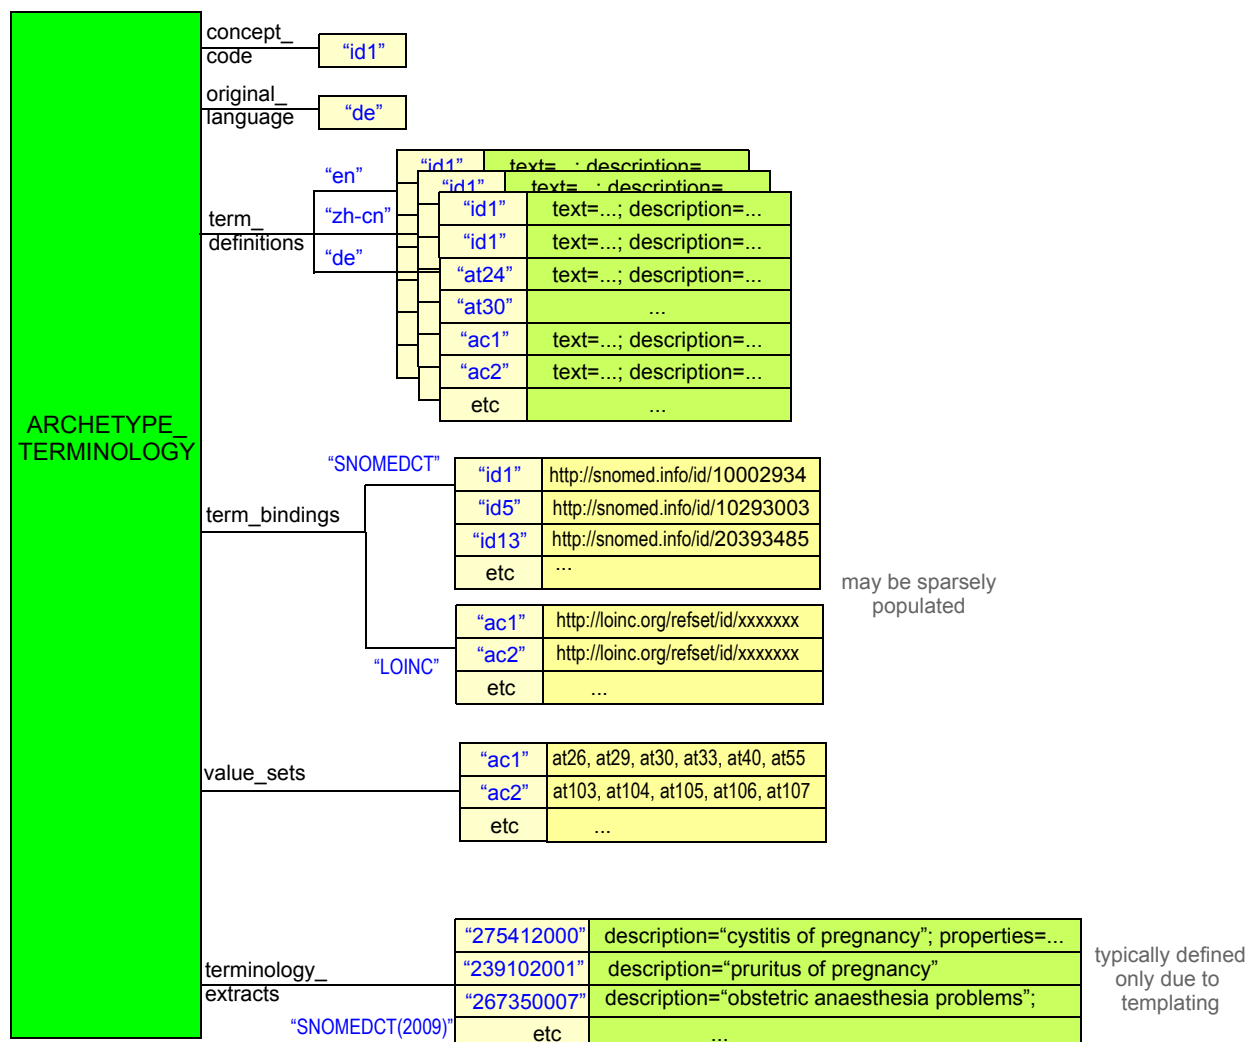 concept_
code
“id1”
original_
language
“de”
“en”
“zh-cn”
“de”
term_
definitions
“id1” text=...; description=...
“id1” text=...; description=...
“id1” text=...; description=...
“id1” text=...; description=...
“at24” text=...; description=...
“at30” ...
“ac1” text=...; description=...
“ac2” text=...; description=...
etc ...
ARCHETYPE_
TERMINOLOGY
term_bindings
“SNOMEDCT”
“id1” http://snomed.info/id/10002934
“id5” http://snomed.info/id/10293003
“id13” http://snomed.info/id/20393485
etc ...
may be sparsely
populated
“LOINC”
“ac1” http://loinc.org/refset/id/xxxxxxx
“ac2” http://loinc.org/refset/id/xxxxxxx
etc ...
value_sets
“ac1” at26, at29, at30, at33, at40, at55
“ac2” at103, at104, at105, at106, at107
etc ...
terminology_
extracts
“SNOMEDCT(2009)”
“275412000” description=“cystitis of pregnancy”; properties=...
“239102001” description=“pruritus of pregnancy”
“267350007” description=“obstetric anaesthesia problems”;
etc ...
typically defined
only due to
templating